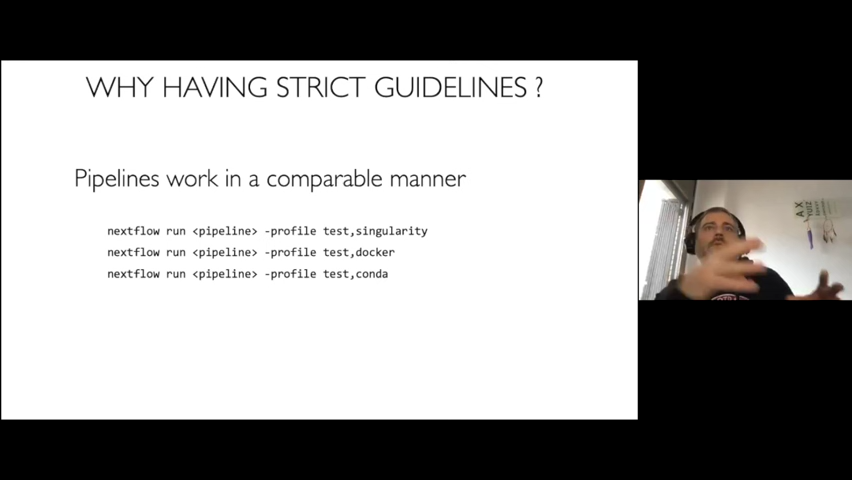 WHY HAVING STRICT GUIDELINES ?
Pipelines work in a comparable manner
nextflow run <pipeline> -profile test,singularity
nextflow run <pipeline> -profile test,docker
nextflow run <pipeline> -profile test,conda